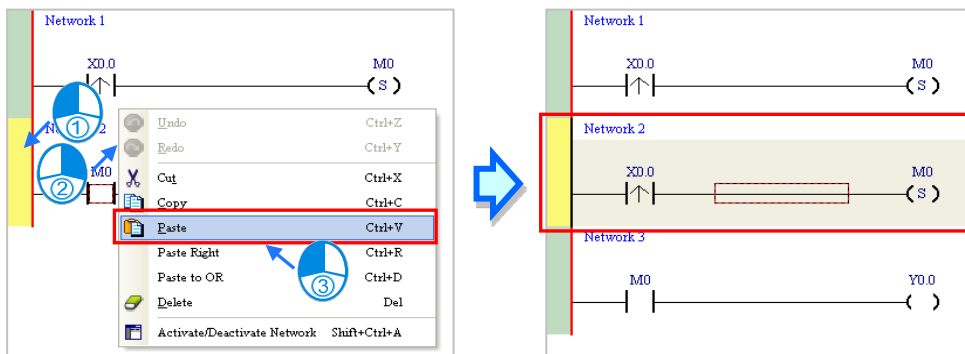 Network 1
X0.0 M0
( S )
①
2
Undo Ctrl+Z
Redo Ctrl+Y
②
M0
Cut Ctrl+X
Copy Ctrl+C
Paste Ctrl+V
Paste Right Ctrl+R
③
Paste to OR Ctrl+D
Delete Del
Activate/Deactivate Network Shift+Ctrl+A
Network 1
X0.0 M0
( S )
Network 2
X0.0 M0
( S )
Network 3
M0 Y0.0
( )